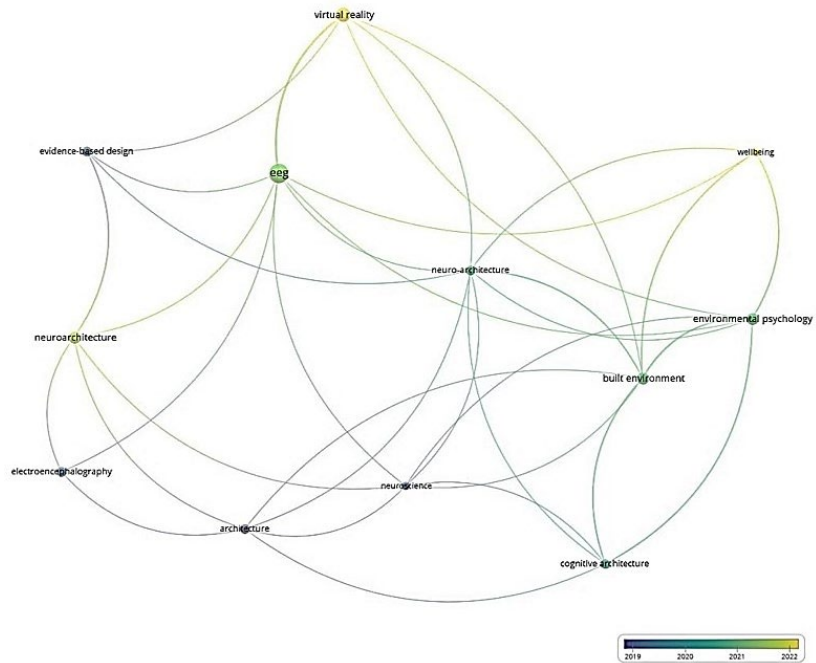 virtual reality
evidence-based design
wellbeing
eeg
neuro-architecture
environmental psychology
neuroarchitecture
built environment
electroencephalography
neuroscience
architecture
cognitive architecture
2019 2020 2021 2022